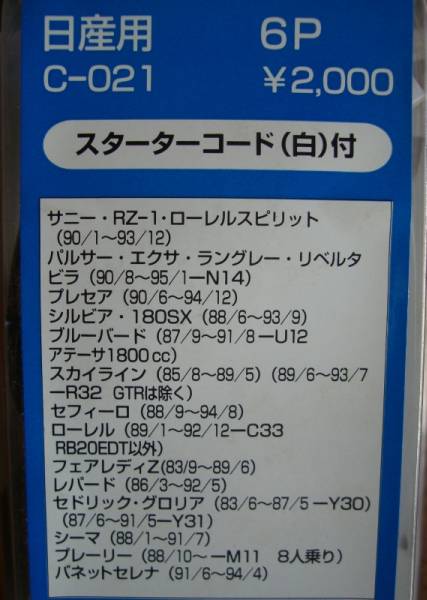 日産用 6P
C-021 ¥2,000
スターターコード(白)付
サニー・RZ-1・ローレルスピリット
(90/1~93/12)
パルサー・エクサ・ラングレー・リベルタ
ビラ(90/8~95/1ーN14)
プレセア(90/6~94/12)
シルビア・180SX(88/6~93/9)
ブルーバード(87/9~91/8ーU12
アテーサ1800cc)
スカイライン(85/8~89/5)(89/6~93/7
ーR32 GTRは除く)
セフィーロ(88/9~94/8)
ローレル(89/1~92/12ーC33
RB20EDT以外)
フェアレディZ(83/9~89/6)
レパード(86/3~92/5)
セドリック・グロリア(83/6~87/5ーY30)
(87/6~91/5ーY31)
シーマ(88/1~91/7)
プレーリー(88/10~ーM11 8人乗り)
バネットセレナ(91/6~94/4)